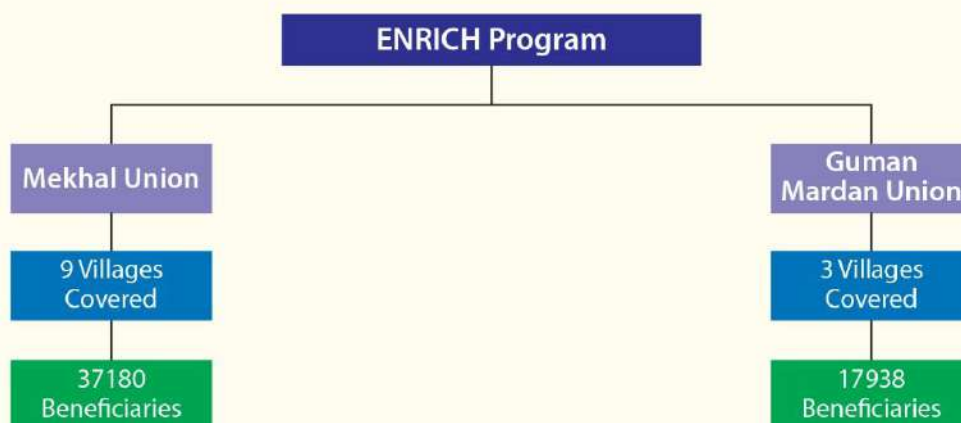 ENRICH Program
Mekhal Union
9 Villages
Covered
37180
Beneficiaries
Guman
Mardan Union
3 Villages
Covered
17938
Beneficiaries